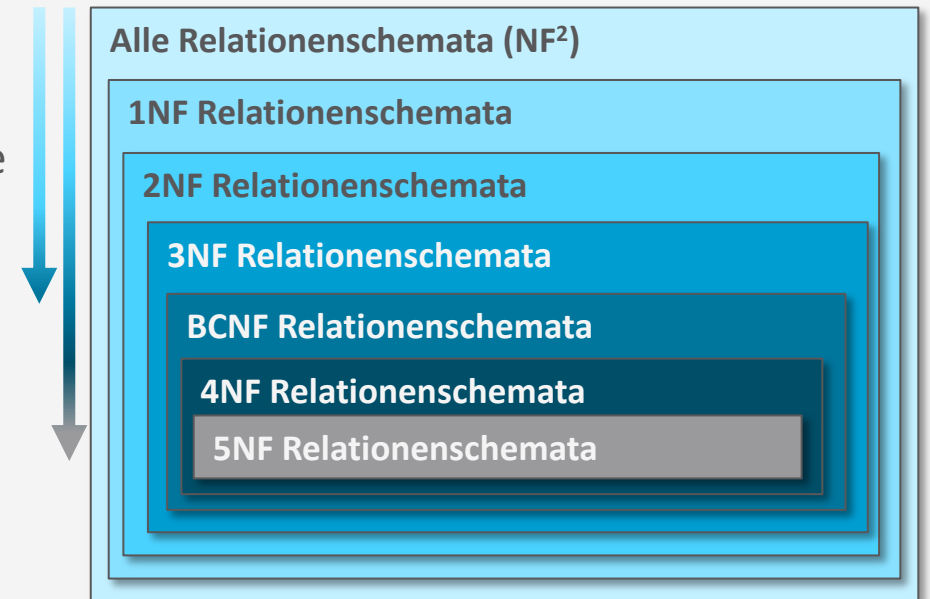 Alle Relationenschemata (NF²)
1NF Relationenschemata
e
2NF Relationenschemata
3NF Relationenschemata
BCNF Relationenschemata
4NF Relationenschemata
5NF Relationenschemata